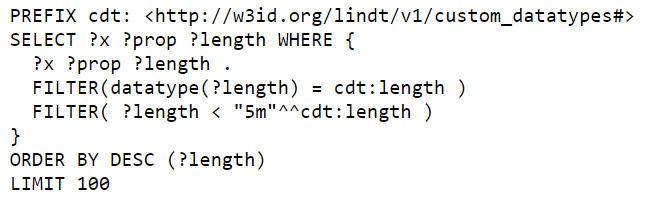 PREFIX cdt: <http://w3id.org/lindt/v1/custom_datatypes#>
SELECT ?x ?prop ?length WHERE {
  ?x ?prop ?length .
  FILTER(datatype(?length) = cdt:length )
  FILTER( ?length < "5m"^^cdt:length )
}
ORDER BY DESC (?length)
LIMIT 100